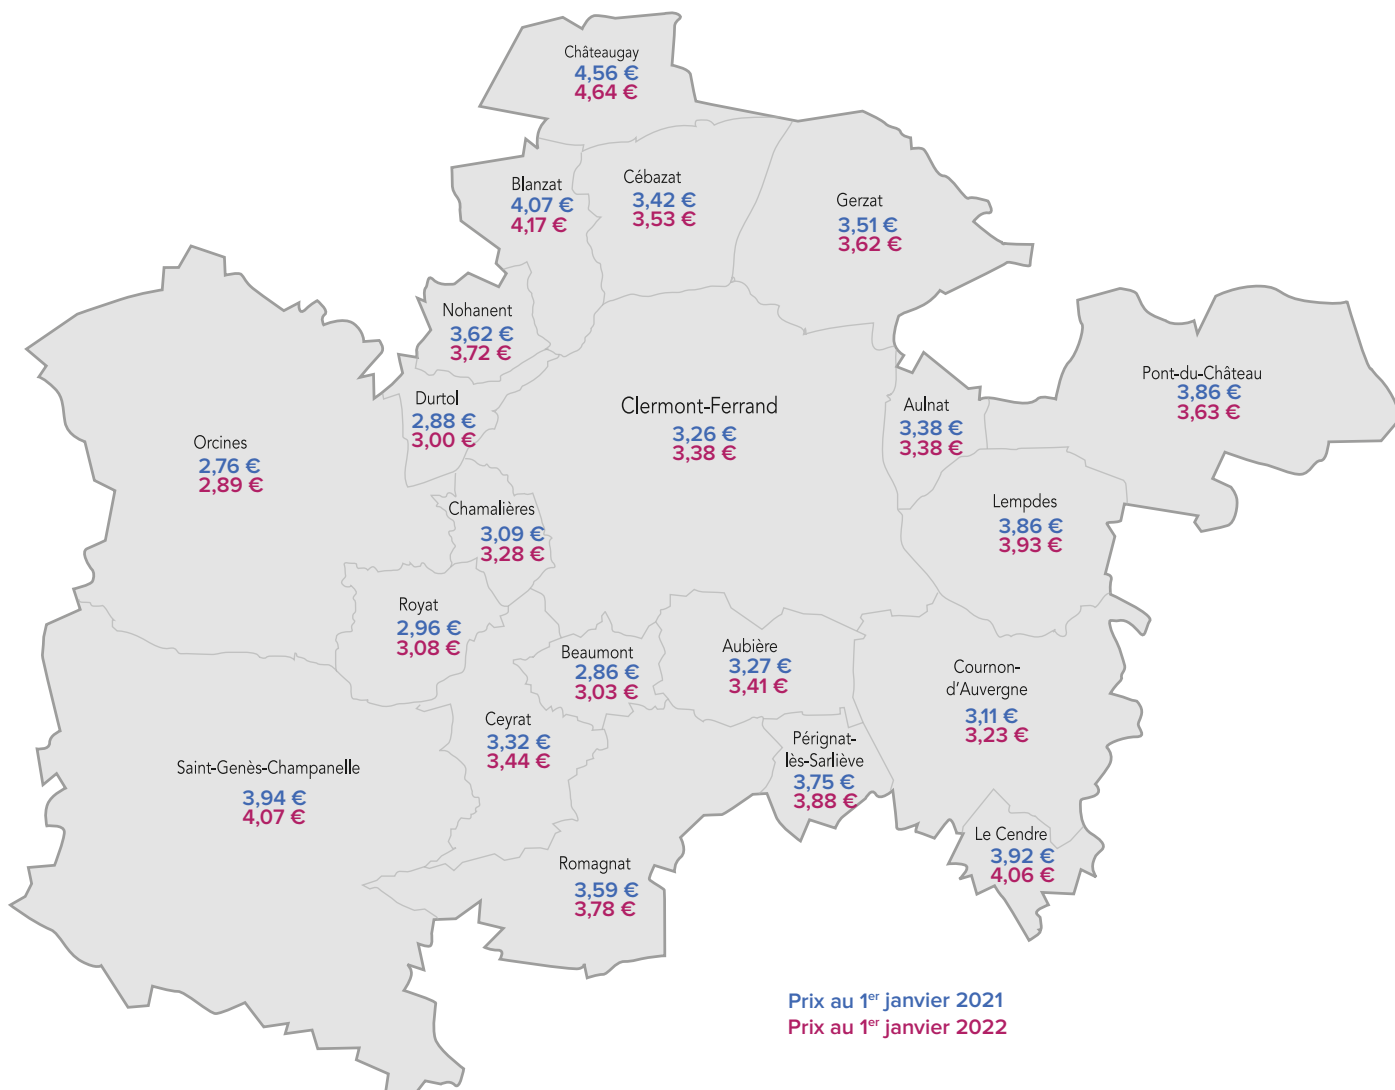 Châteaugay
4,56 €
4,64 €
Blanzat
4,07 €
4,17 €
Cébazat
3,42 €
3,53 €
Gerzat
3,51 €
3,62 €
Nohanent
3,62 €
3,72 €
Durtol
2,88 €
3,00 €
Orcines
2,76 €
2,89 €
Clermont-Ferrand
3,26 €
3,38 €
Aulnat
3,38 €
3,38 €
Pont-du-Château
3,86 €
3,63 €
Chamalières
3,09 €
3,28 €
Lempdes
3,86 €
3,93 €
Royat
2,96 €
3,08 €
Beaumont
2,86 €
3,03 €
Aubière
3,27 €
3,41 €
Cournon-
d'Auvergne
3,11 €
3,23 €
Ceyrat
3,32 €
3,44 €
Pérignat-
lès-Sarliève
3,75 €
3,88 €
Saint-Genès-Champanelle
3,94 €
4,07 €
Le Cendre
3,92 €
4,06 €
Romagnat
3,59 €
3,78 €
Prix au 1er janvier 2021
Prix au 1er janvier 2022